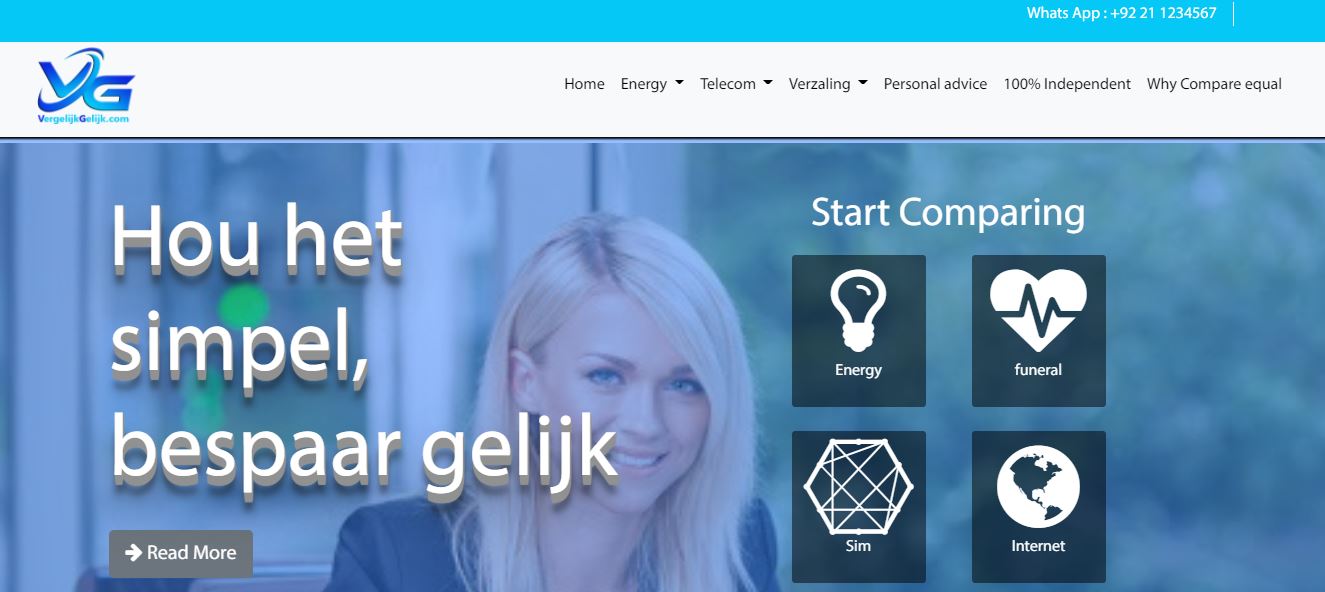 Whats App : +92 21 1234567
VG
VergelijkGelijk.com
Home Energy Telecom Verzaling Personal advice 100% Independent Why Compare equal
Hou het
simpel,
bespaar gelijk
Read More
Start Comparing
Energy funeral
Sim Internet